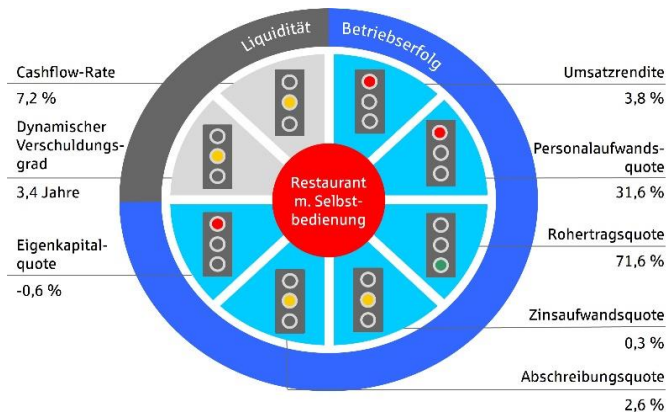 Liquidität
Betriebserfolg
Cashflow-Rate
7,2 %
Dynamischer
Verschuldungs-
grad
3,4 Jahre
Eigenkapital-
quote
-0,6 %
Restaurant
m. Selbst-
bedienung
Umsatzrendite
3,8 %
Personalaufwands-
quote
31,6 %
Rohertragsquote
71,6 %
Zinsaufwandsquote
0,3 %
Abschreibungsquote
2,6 %